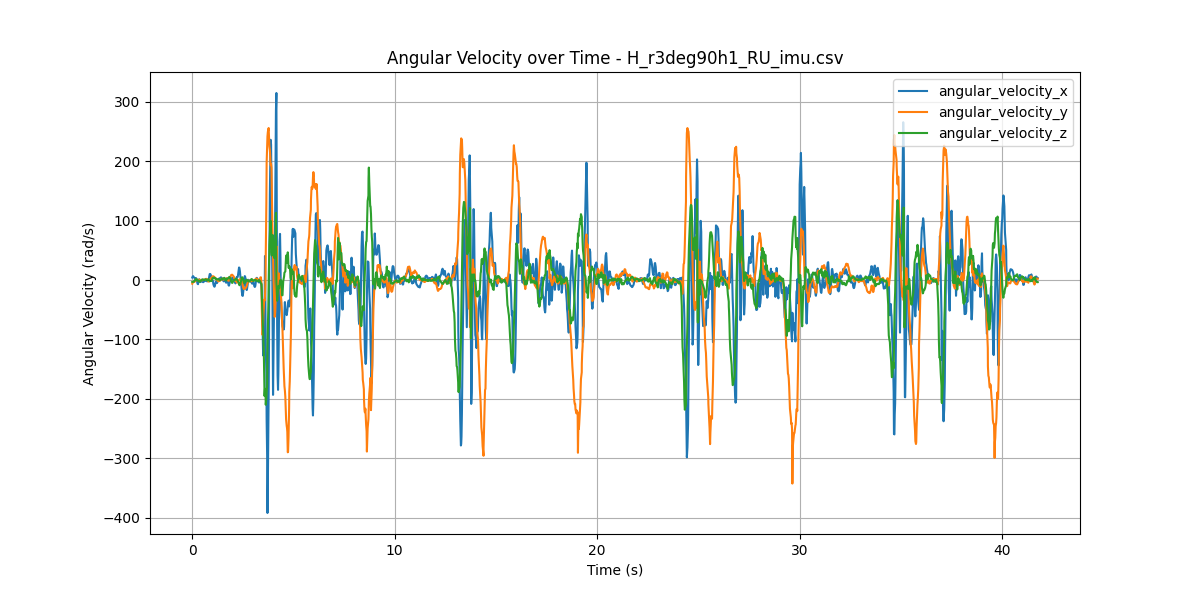 Angular Velocity over Time - H_r3deg90h1_RU_imu.csv
angular_velocity_x
angular_velocity_y
angular_velocity_z
Angular Velocity (rad/s)
300
200
100
0
−100
−200
−300
−400
0 10 20 30 40
Time (s)